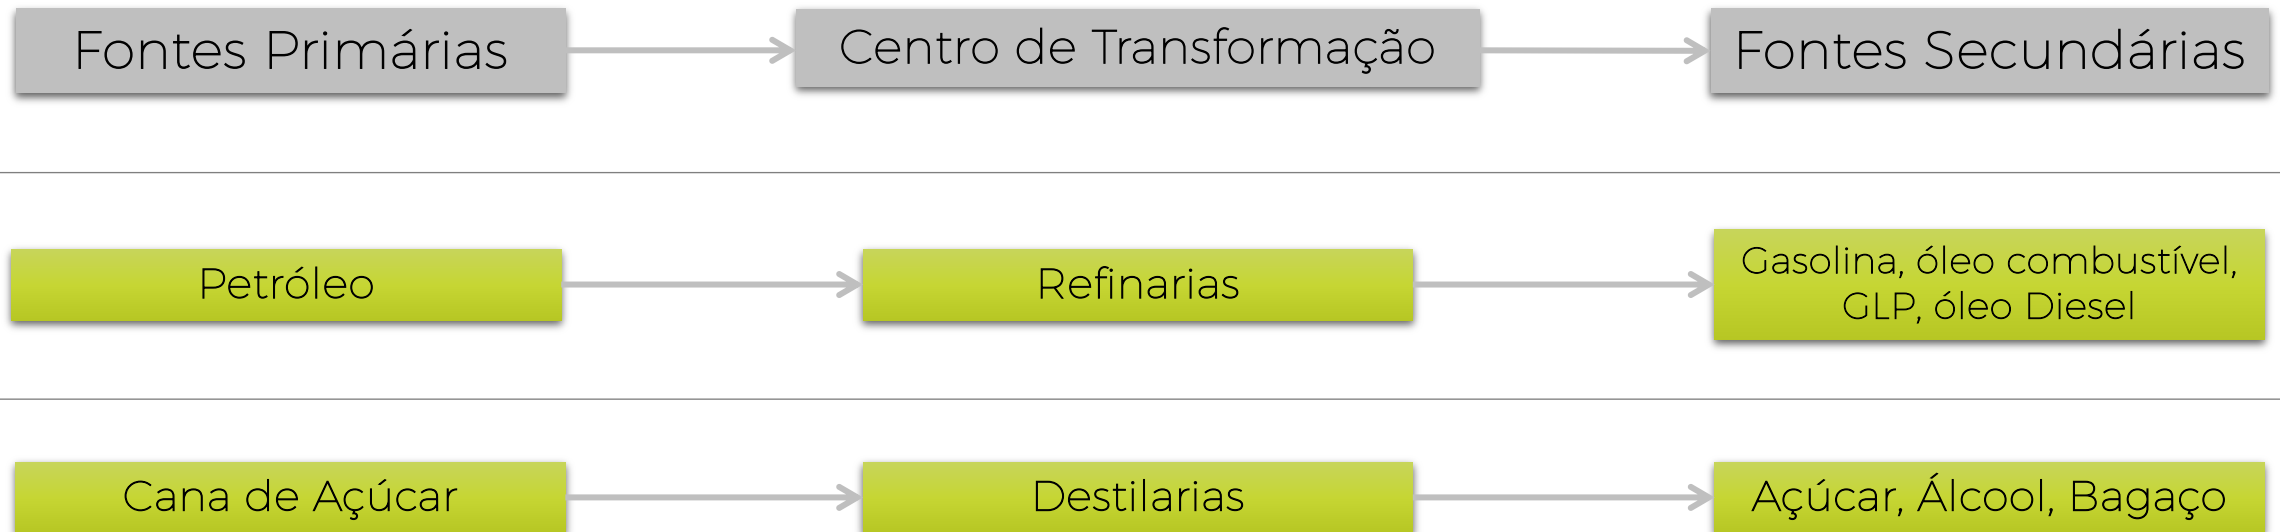 Fontes Primárias
Centro de Transformação
Fontes Secundárias
Petróleo
Refinarias
Gasolina, óleo combustível,
GLP, óleo Diesel
Cana de Açúcar
Destilarias
Açúcar, Álcool, Bagaço